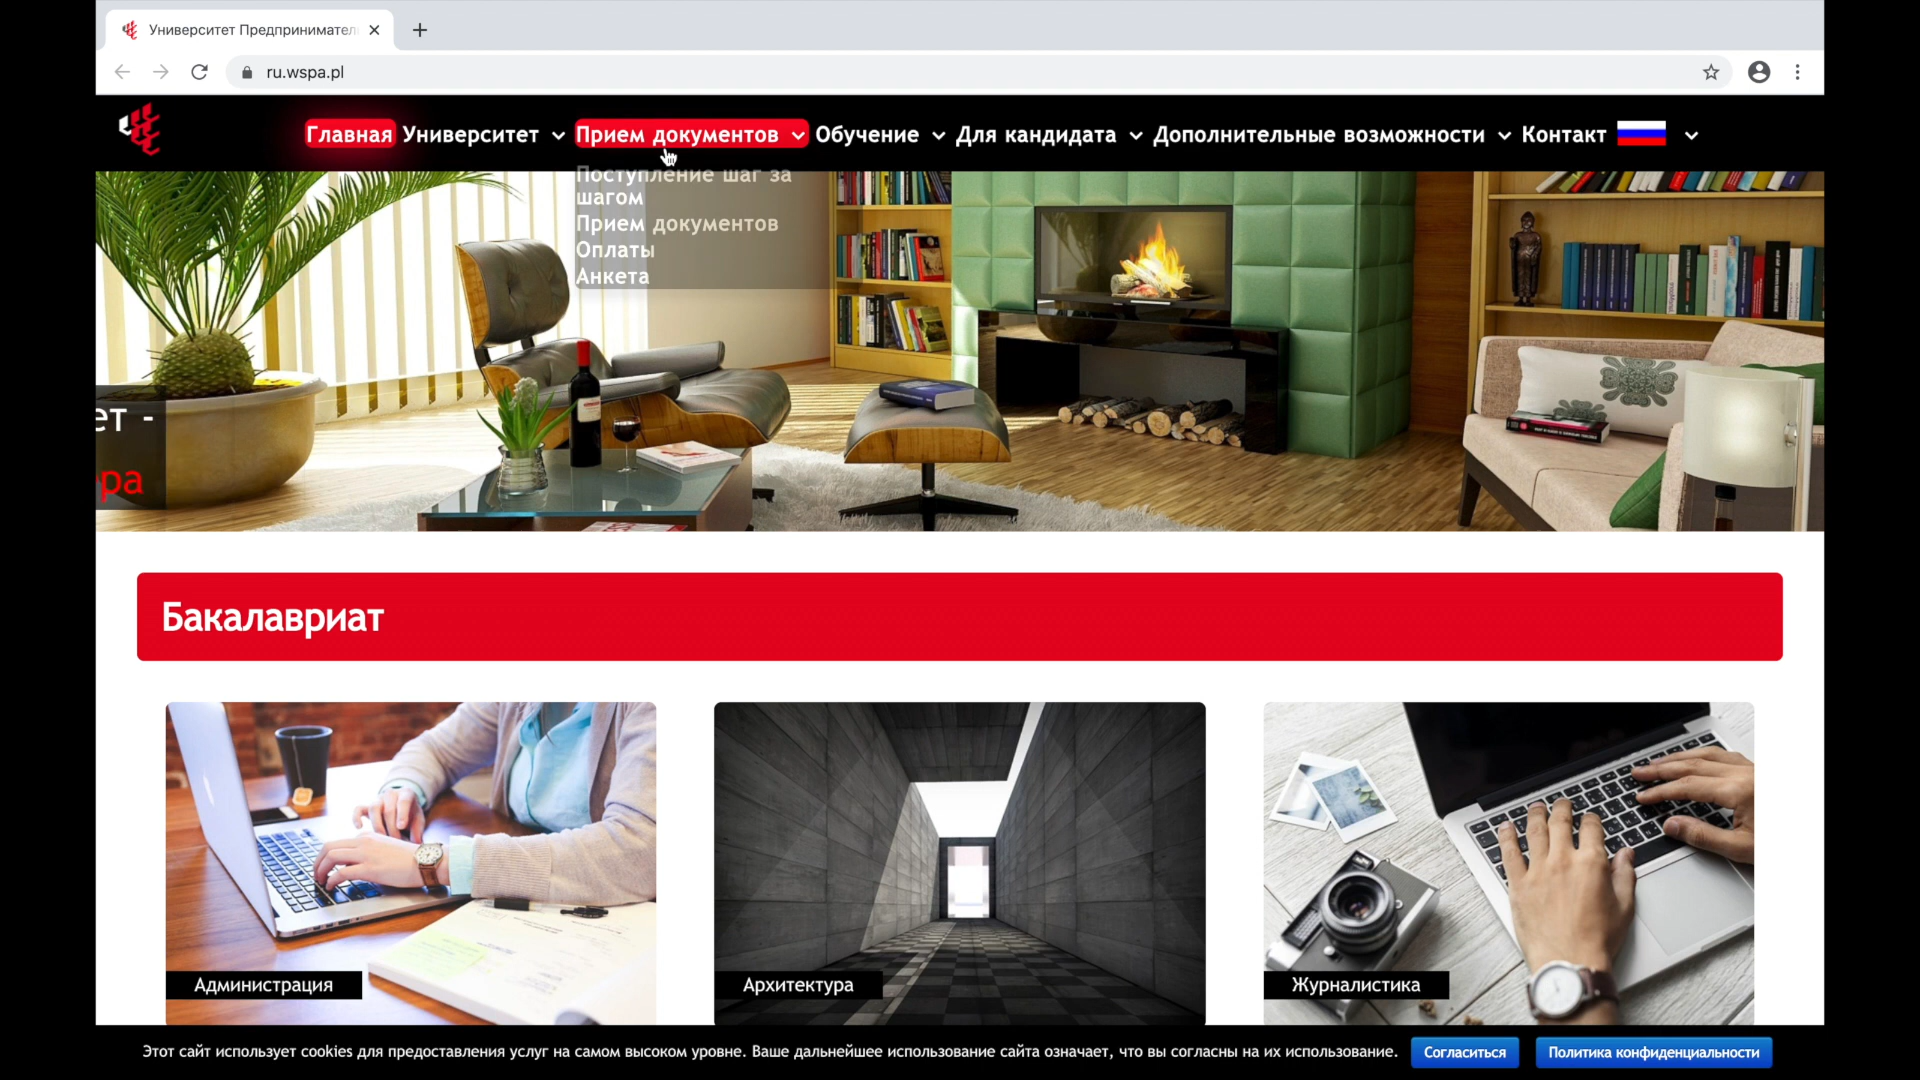 Университет Предпринимател
ru.wspa.pl
Главная Университет Прием документов Обучение Для кандидата Дополнительные возможности Контакт
Поступление шаг за
шагом
Прием документов
Оплаты
Анкета
ет -
ра
Бакалавриат
Администрация
Архитектура
Журналистика
Этот сайт использует cookies для предоставления услуг на самом высоком уровне. Ваше дальнейшее использование сайта означает, что вы согласны на их использование. Согласиться Политика конфиденциальности